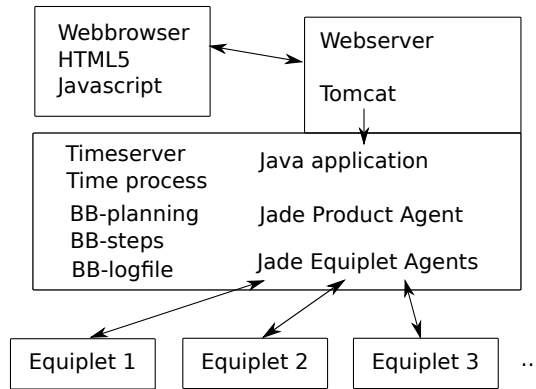 Webbrowser
HTML5
Javascript
Webserver
Tomcat
Timeserver
Time process
BB-planning
BB-steps
BB-logfile
Java application
Jade Product Agent
Jade Equiplet Agents
Equiplet 1
Equiplet 2
Equiplet 3
..